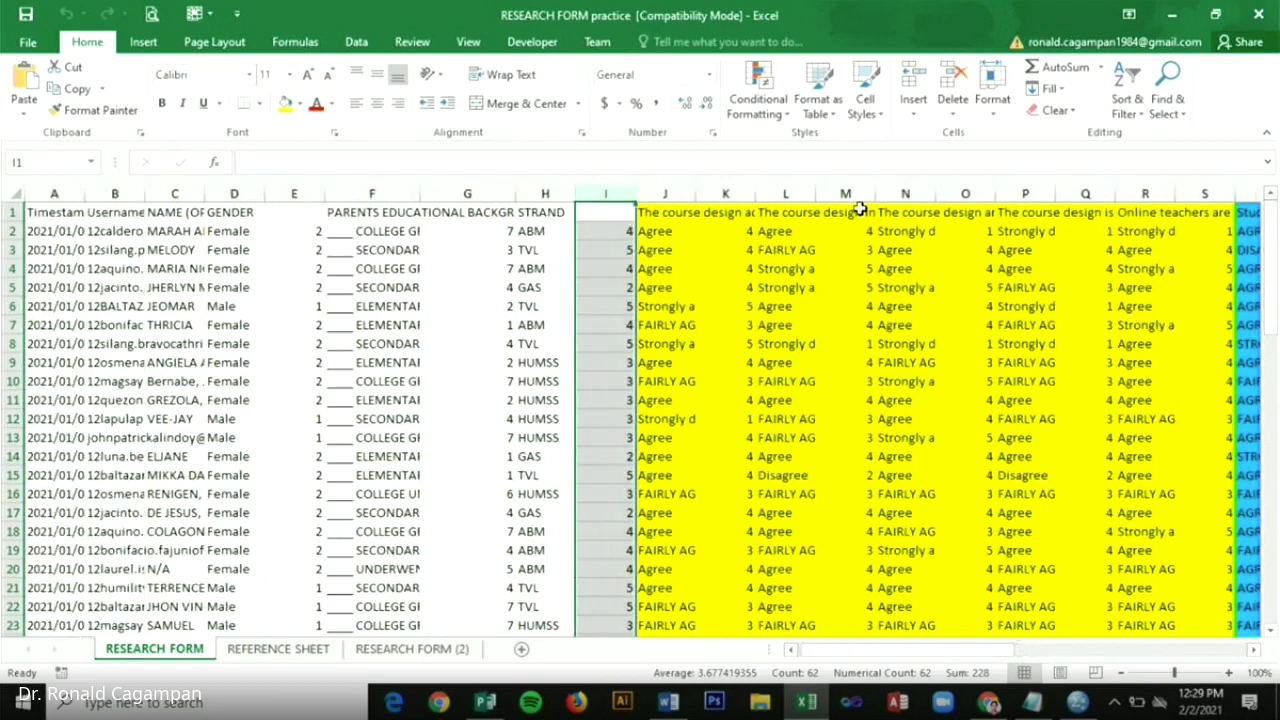 RESEARCH FORM practice [Compatibility Mode] - Excel
File Home Insert Page Layout Formulas Data Review View Developer Team Tell me what you want to do... ronald.cagampan1984@gmail.com Share
Cut Calibri 11 Wrap Text General AutoSum
Copy Fill
Paste Format Painter Merge & Center Conditional Formatting Format as Table Cell Styles Insert Delete Format Clear Sort & Filter Find & Select
Clipboard Font Alignment Number Styles Cells Editing
I1 fx
A B C D E F G H I J K L M N O P Q R S
1 Timestam Username NAME (OF GENDER PARENTS EDUCATIONAL BACKGR STRAND The course design ac The course design in The course design ar The course design is Online teachers are Stud
2 2021/01/0 12caldero MARAH A Female 2 ____ COLLEGE GI 7 ABM 4 Agree 4 Agree 4 Strongly d 1 Strongly d 1 Strongly d 1 AGR
3 2021/01/0 12silang.p MELODY Female 2 ____ SECONDAR 3 TVL 5 Agree 4 FAIRLY AG 3 Agree 4 Agree 4 Agree 4 DISA
4 2021/01/0 12aquino. MARIA NI Female 2 ____ COLLEGE GI 7 ABM 4 Agree 4 Strongly a 5 Agree 4 Agree 4 Strongly a 5 AGR
5 2021/01/0 12jacinto. JHERLYN M Female 2 ____ SECONDAR 4 GAS 2 Agree 4 Strongly a 5 Strongly a 5 FAIRLY AG 3 Agree 4 AGR
6 2021/01/0 12BALTAZ JEOMAR Male 1 ____ ELEMENTAI 2 TVL 5 Strongly a 5 Agree 4 Agree 4 Strongly d 1 Agree 4 AGR
7 2021/01/0 12bonifac THRICIA Female 2 ____ ELEMENTAI 1 ABM 4 FAIRLY AG 3 Agree 4 Agree 4 FAIRLY AG 3 Strongly a 5 AGR
8 2021/01/0 12silang.bravocathri Female 2 ____ SECONDAR 4 TVL 5 Strongly a 5 Strongly d 1 Strongly d 1 Strongly d 1 Agree 4 STR
9 2021/01/0 12osmena ANGELA A Female 2 ____ ELEMENTAI 2 HUMSS 3 Agree 4 Agree 4 FAIRLY AG 3 FAIRLY AG 3 Agree 4 AGR
10 2021/01/0 12magsay Bernabe, . Female 2 ____ COLLEGE GI 7 HUMSS 3 FAIRLY AG 3 FAIRLY AG 3 Strongly a 5 FAIRLY AG 3 Agree 4 FAI
11 2021/01/0 12quezon GREZOLA, Female 2 ____ ELEMENTAI 2 HUMSS 3 Agree 4 Agree 4 Agree 4 Agree 4 Agree 4 AGR
12 2021/01/0 12lapulap VEE-JAY Male 1 ____ SECONDAR 4 HUMSS 3 Strongly d 1 FAIRLY AG 3 Agree 4 FAIRLY AG 3 FAIRLY AG 3 FAI
13 2021/01/0 johnpatrickalindoy@ Male 1 ____ COLLEGE GI 7 HUMSS 3 Agree 4 FAIRLY AG 3 Strongly a 5 Agree 4 Agree 4 AGR
14 2021/01/0 12luna.be ELJANE Female 2 ____ ELEMENTAI 1 GAS 2 Agree 4 Agree 4 Agree 4 Agree 4 Agree 4 STR
15 2021/01/0 12baltazar MIKKA DA Female 2 ____ ELEMENTAI 1 TVL 5 Agree 4 Disagree 2 Agree 4 Disagree 2 Agree 4 AGR
16 2021/01/0 12osmena RENIGEN, Female 2 ____ COLLEGE UI 6 HUMSS 3 FAIRLY AG 3 FAIRLY AG 3 FAIRLY AG 3 FAIRLY AG 3 FAIRLY AG 3 FAI
17 2021/01/0 12jacinto. DE JESUS, Female 2 ____ SECONDAR 4 GAS 2 Agree 4 Agree 4 Agree 4 Agree 4 Agree 4 AGR
18 2021/01/0 12aquino. COLAGON Female 2 ____ COLLEGE GI 7 ABM 4 Agree 4 Agree 4 FAIRLY AG 3 Agree 4 Strongly a 5 AGR
19 2021/01/0 12bonifacio.fajuniof Female 2 ____ SECONDAR 4 ABM 4 FAIRLY AG 3 FAIRLY AG 3 Strongly a 5 Agree 4 Agree 4 FAI
20 2021/01/0 12laurel.i N/A Female 2 ____ UNDERWEN 5 ABM 4 Agree 4 Agree 4 Agree 4 FAIRLY AG 3 FAIRLY AG 3 AGR
21 2021/01/0 12humilit TERRENCE Male 1 ____ SECONDAR 4 TVL 5 Agree 4 Agree 4 Agree 4 Agree 4 Agree 4 AGR
22 2021/01/0 12baltaza JHON VIN Male 1 ____ COLLEGE GI 7 TVL 5 FAIRLY AG 3 Agree 4 Agree 4 FAIRLY AG 3 FAIRLY AG 3 FAI
23 2021/01/0 12magsay SAMUEL Male 1 ____ COLLEGE GI 7 HUMSS 3 FAIRLY AG 3 FAIRLY AG 3 Agree 4 FAIRLY AG 3 Agree 4 FAI
RESEARCH FORM REFERENCE SHEET RESEARCH FORM (2)
Ready Average: 3.677419355 Count: 62 Numerical Count: 62 Sum: 228 100%
Dr. Ronald Cagampan
Type here to search
12:29 PM
2/2/2021